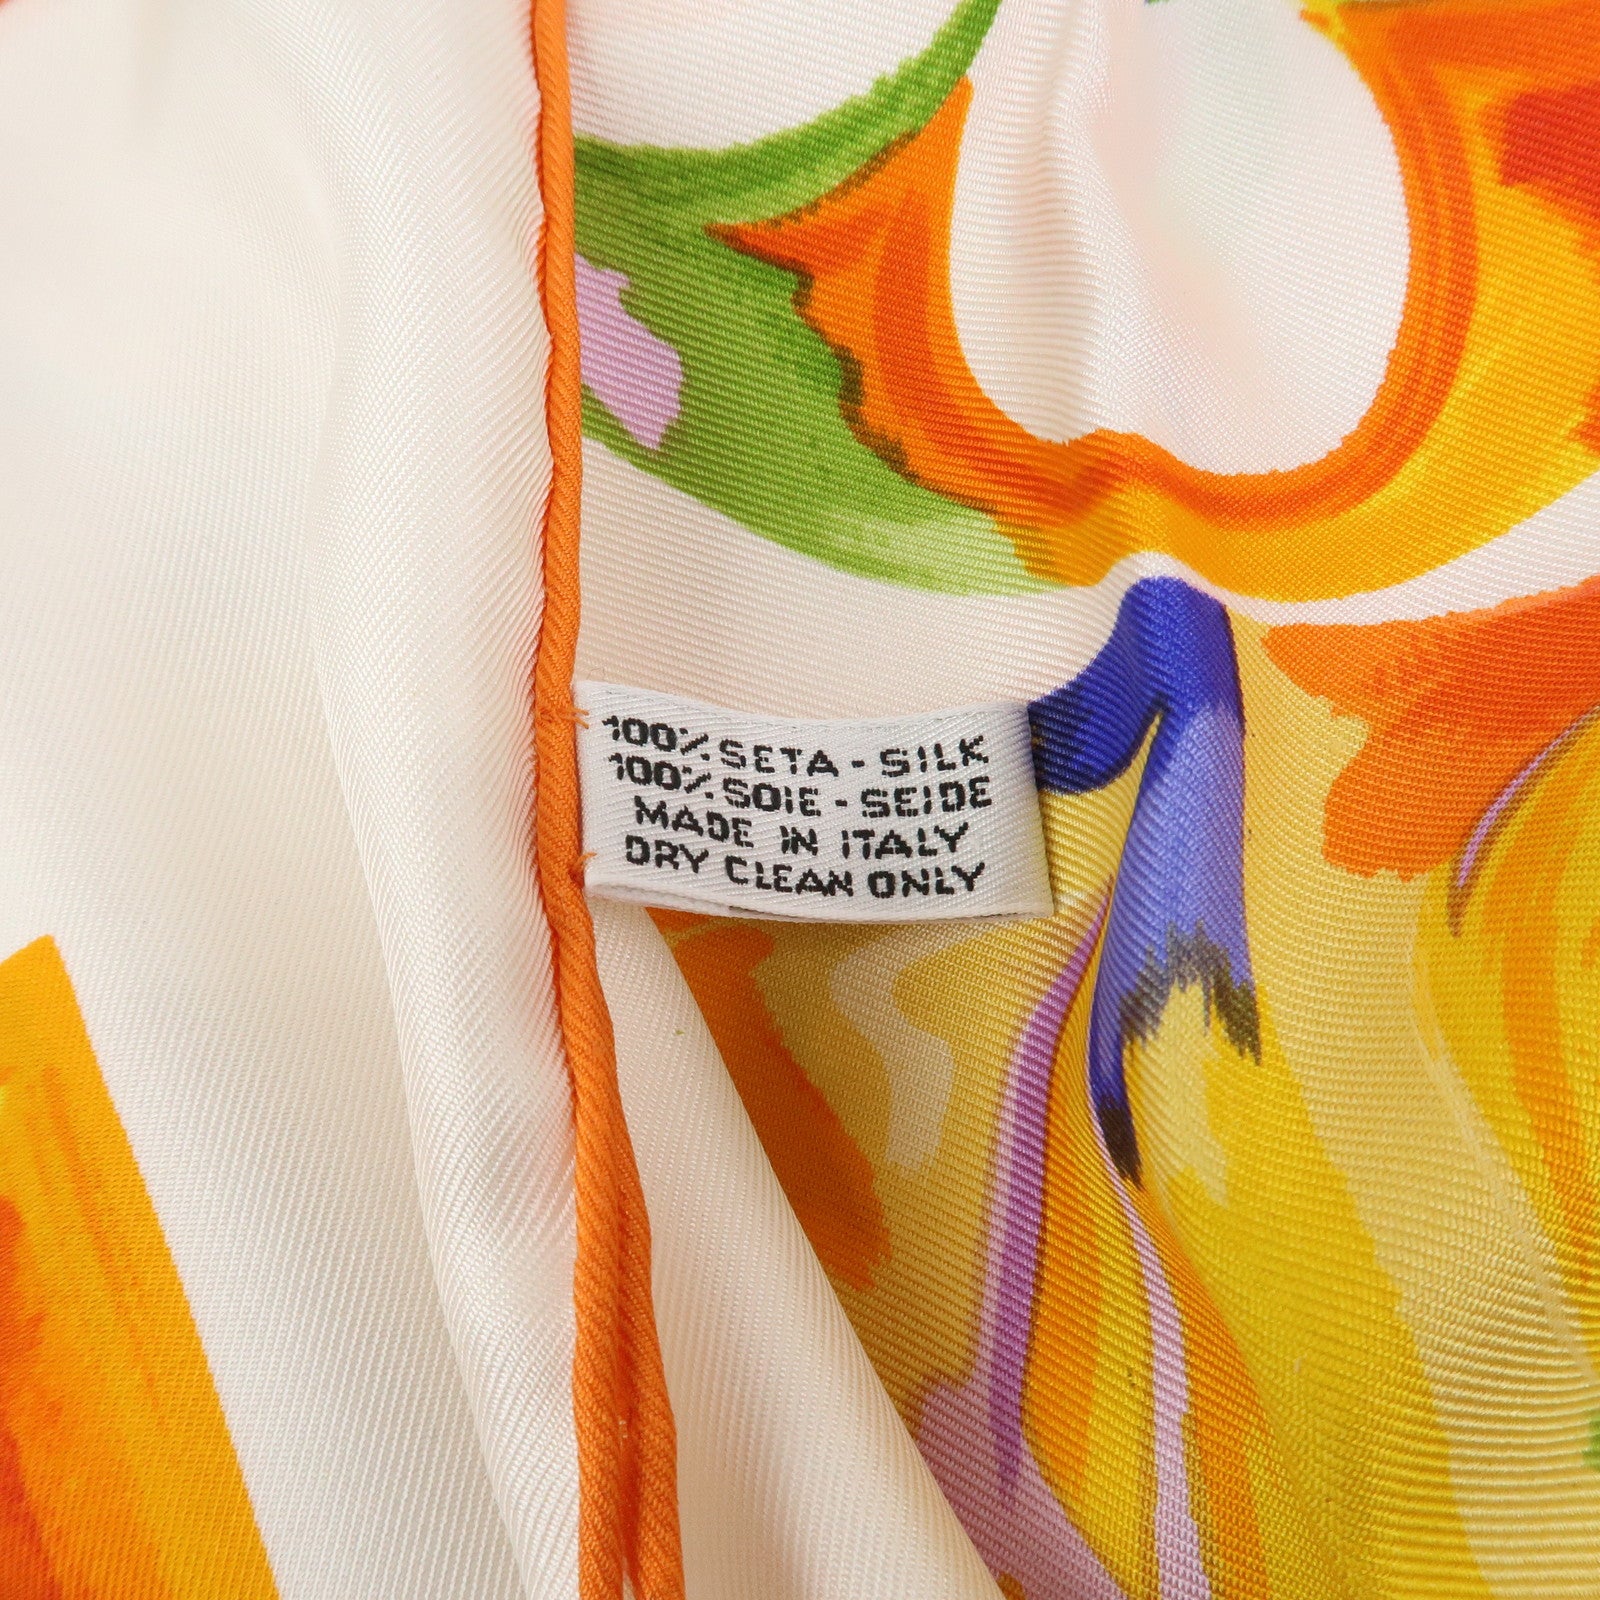 100% SETA - SILK
100% SOIE - SEIDE
MADE IN ITALY
DRY CLEAN ONLY